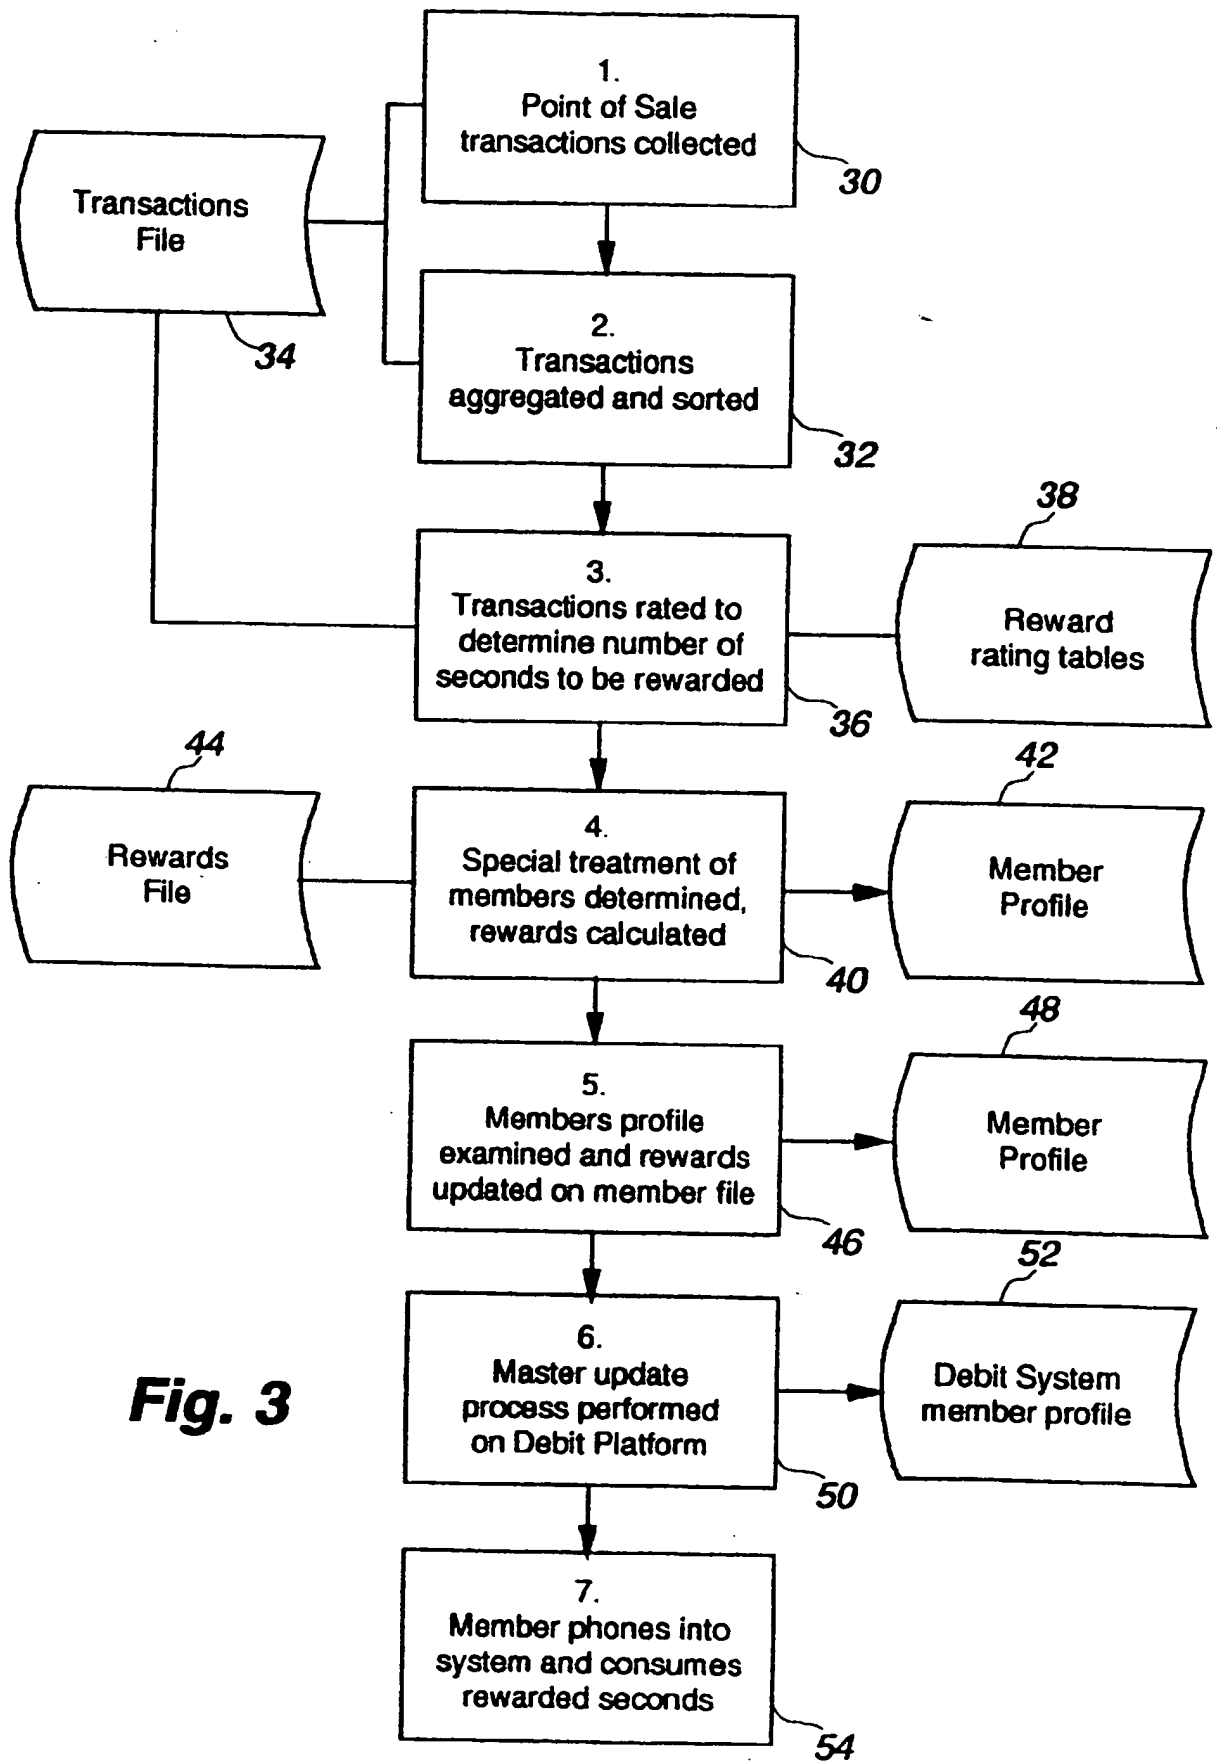 1.
Point of Sale
transactions collected
30
Transactions
File
34
2.
Transactions
aggregated and sorted
32
3.
Transactions rated to
determine number of
seconds to be rewarded
36
38
Reward
rating tables
44
Rewards
File
4.
Special treatment of
members determined,
rewards calculated
40
42
Member
Profile
5.
Members profile
examined and rewards
updated on member file
46
48
Member
Profile
6.
Master update
process performed
on Debit Platform
50
52
Debit System
member profile
Fig. 3
7.
Member phones into
system and consumes
rewarded seconds
54